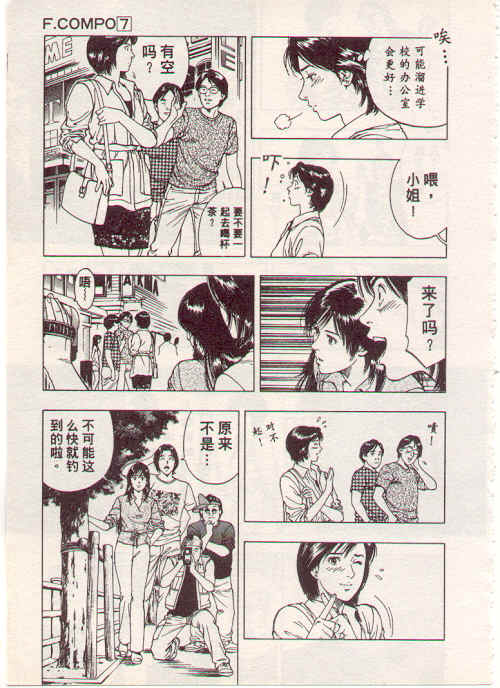 F.COMPO 7
唉…
可能溜进学
校的办公室
会更好…
喂，
小姐！
吓！
有空
吗？
要不要一
起去喝杯
茶？
来了吗？
唔~
啧！
对不
起！
原来
不是…
不可能这
么快就钓
到的啦。